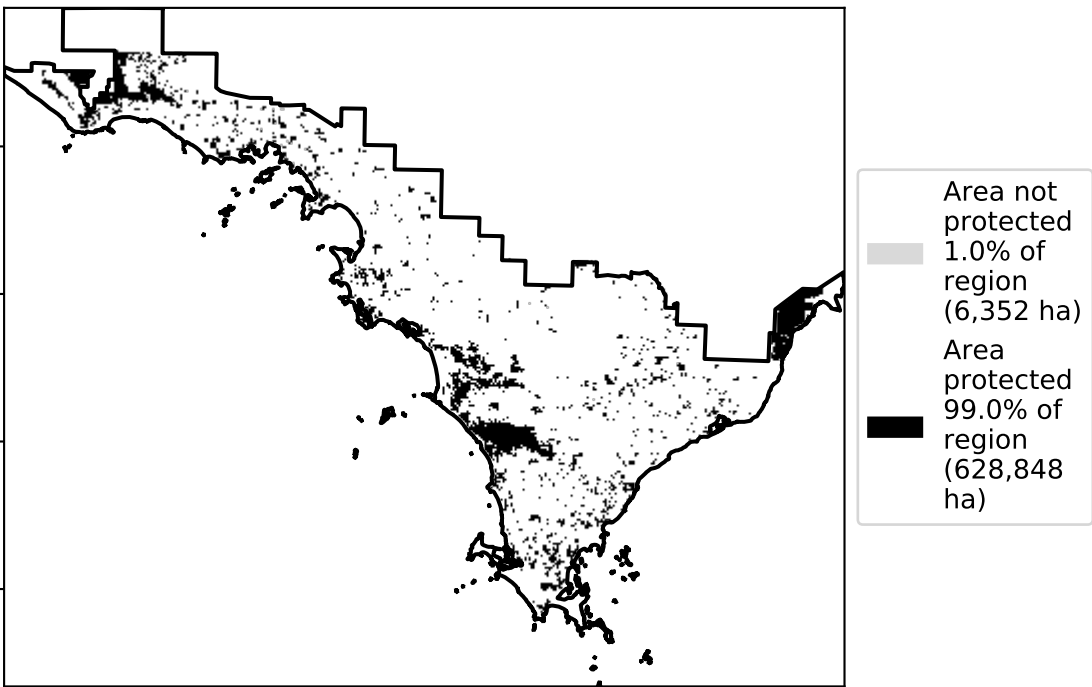 Area not
protected
1.0% of
region
(6,352 ha)
Area
protected
99.0% of
region
(628,848
ha)